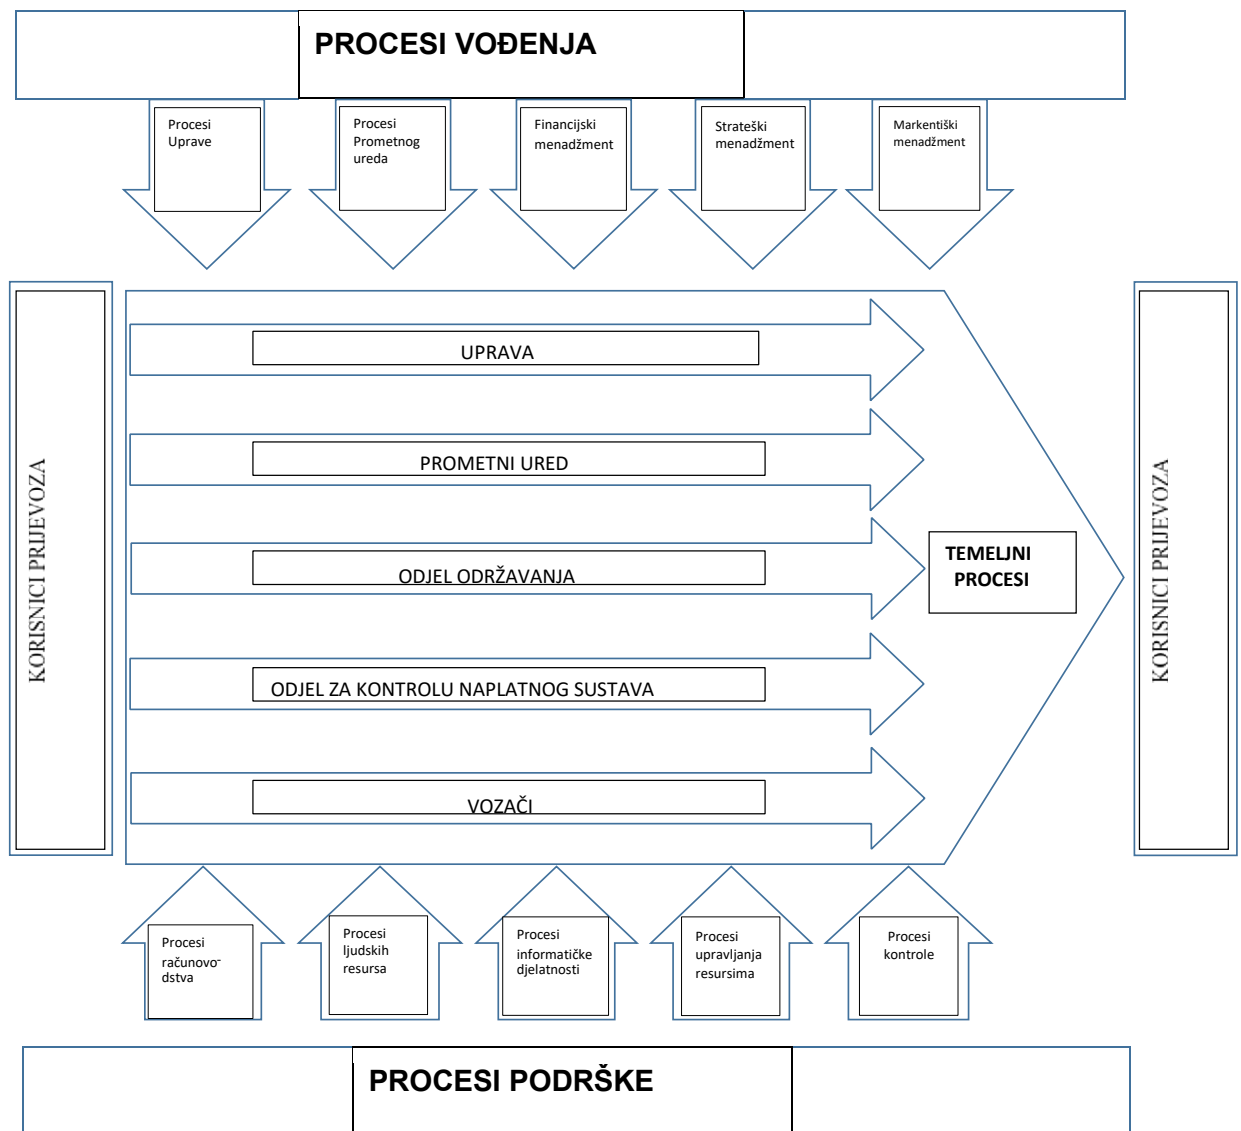 PROCESI VOĐENJA
Procesi
Uprave
Procesi
Prometnog
ureda
Financijski
menadžment
Strateški
menadžment
Markentiški
menadžment
KORISNICI PRIJEVOZA
UPRAVA
PROMETNI URED
ODJEL ODRŽAVANJA
ODJEL ZA KONTROLU NAPLATNOG SUSTAVA
VOZAČI
TEMELJNI
PROCESI
KORISNICI PRIJEVOZA
Procesi
računovo-
dstva
Procesi
ljudskih
resursa
Procesi
informatičke
djelatnosti
Procesi
upravljanja
resursima
Procesi
kontrole
PROCESI PODRŠKE